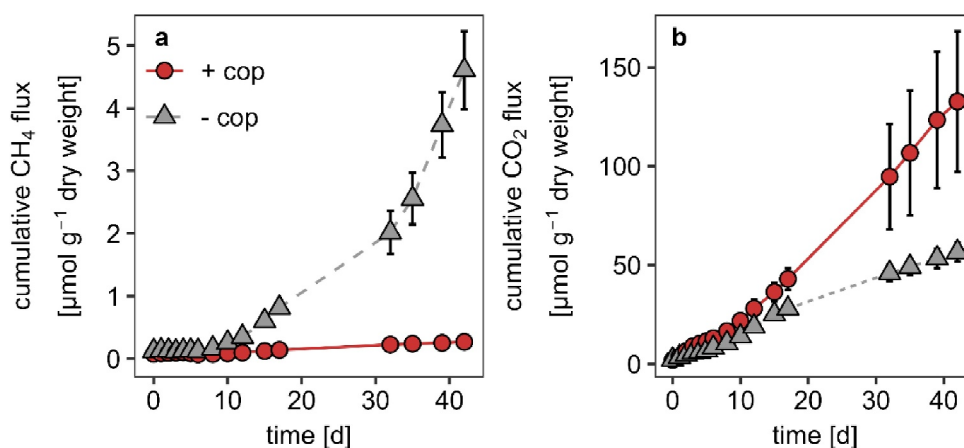 a
cumulative CH₄ flux
[µmol g⁻¹ dry weight]
5
4
3
2
1
0
+ cop
- cop
0 10 20 30 40
time [d]
b
cumulative CO₂ flux
[µmol g⁻¹ dry weight]
150
100
50
0
0 10 20 30 40
time [d]